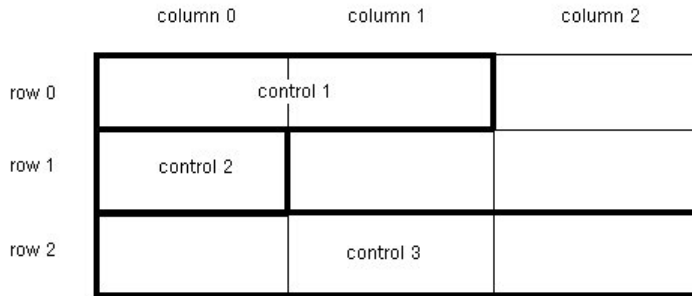 column 0 column 1 column 2
row 0 control 1
row 1 control 2
row 2 control 3